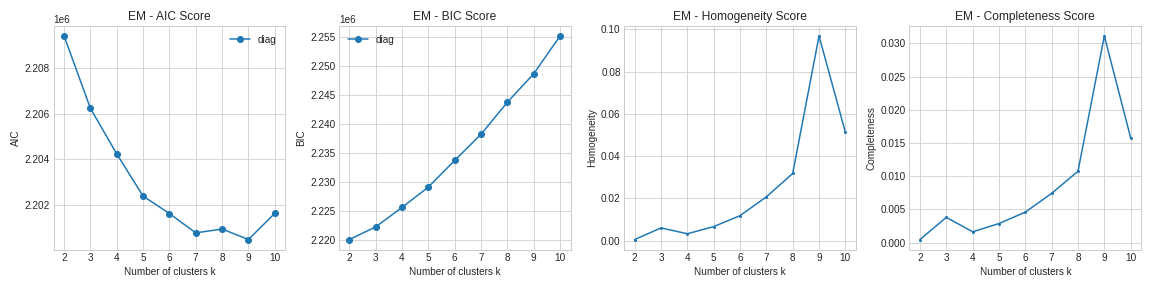 EM - AIC Score
1e6
diag
2.208
2.206
2.204
2.202
AIC
2 3 4 5 6 7 8 9 10
Number of clusters k
EM - BIC Score
1e6
diag
2.255
2.250
2.245
2.240
2.235
2.230
2.225
2.220
BIC
2 3 4 5 6 7 8 9 10
Number of clusters k
EM - Homogeneity Score
0.10
0.08
0.06
0.04
0.02
0.00
Homogeneity
2 3 4 5 6 7 8 9 10
Number of clusters k
EM - Completeness Score
0.030
0.025
0.020
0.015
0.010
0.005
0.000
Completeness
2 3 4 5 6 7 8 9 10
Number of clusters k